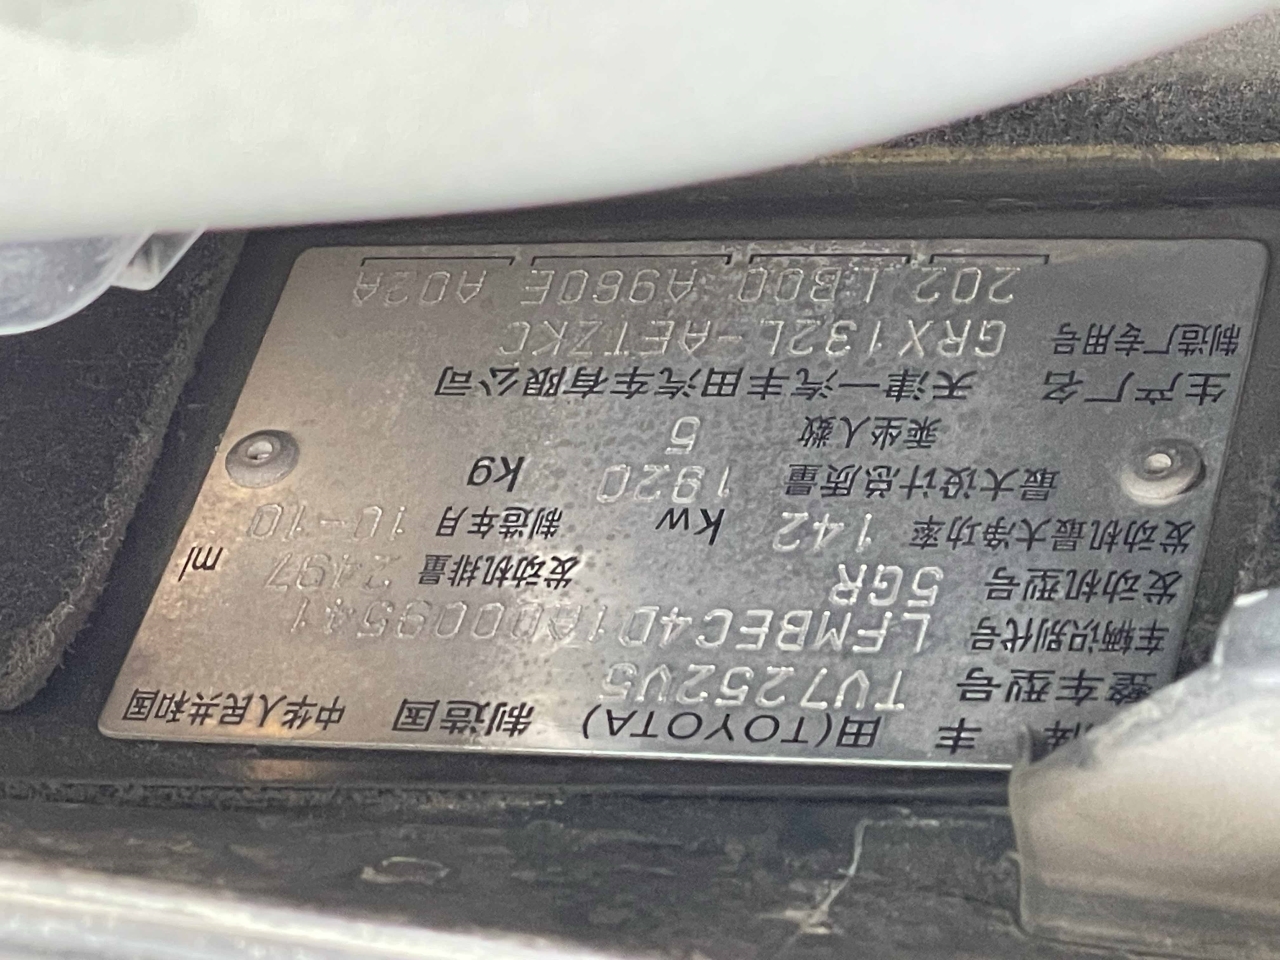 牌 丰 田(TOYOTA) 制造国 中华人民共和国
整车型号 TV7252V5
车辆识别代号 LFMBEC4D1A0009541
发动机型号 5GR 发动机排量 2497 ml
发动机最大净功率 142 kw 制造年月 10-10
最大设计总质量 1920 kg
乘坐人数 5
生产厂名 天津一汽丰田汽车有限公司
制造厂专用号 GRX132L-AETZKC
202 1B00 A960E A02A